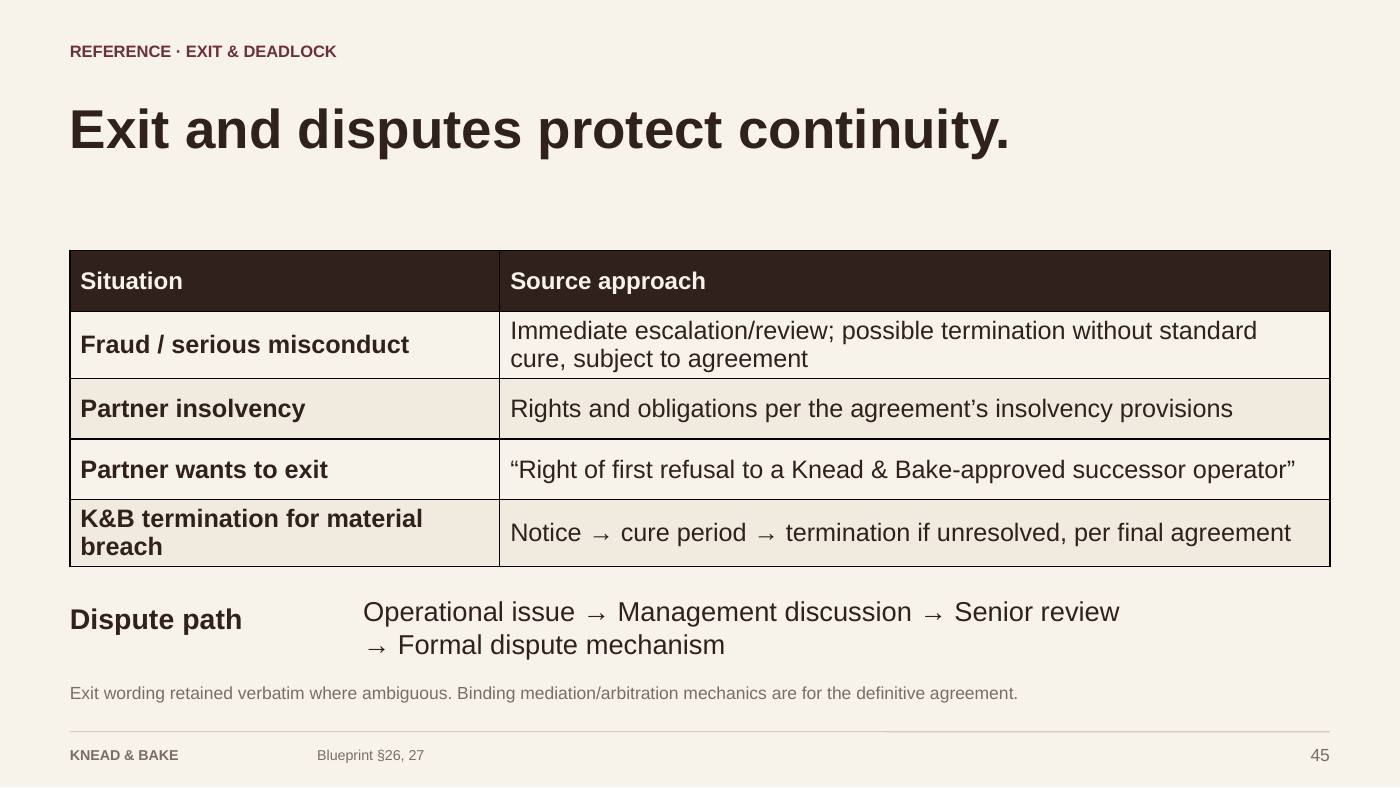 REFERENCE · EXIT & DEADLOCK
Exit and disputes protect continuity.
Situation
Source approach
Fraud / serious misconduct
Immediate escalation/review; possible termination without standard
cure, subject to agreement
Partner insolvency
Rights and obligations per the agreement’s insolvency provisions
Partner wants to exit
“Right of first refusal to a Knead & Bake-approved successor operator”
K&B termination for material
breach
Notice → cure period → termination if unresolved, per final agreement
Dispute path
Operational issue → Management discussion → Senior review
→ Formal dispute mechanism
Exit wording retained verbatim where ambiguous. Binding mediation/arbitration mechanics are for the definitive agreement.
KNEAD & BAKE
Blueprint §26, 27
45